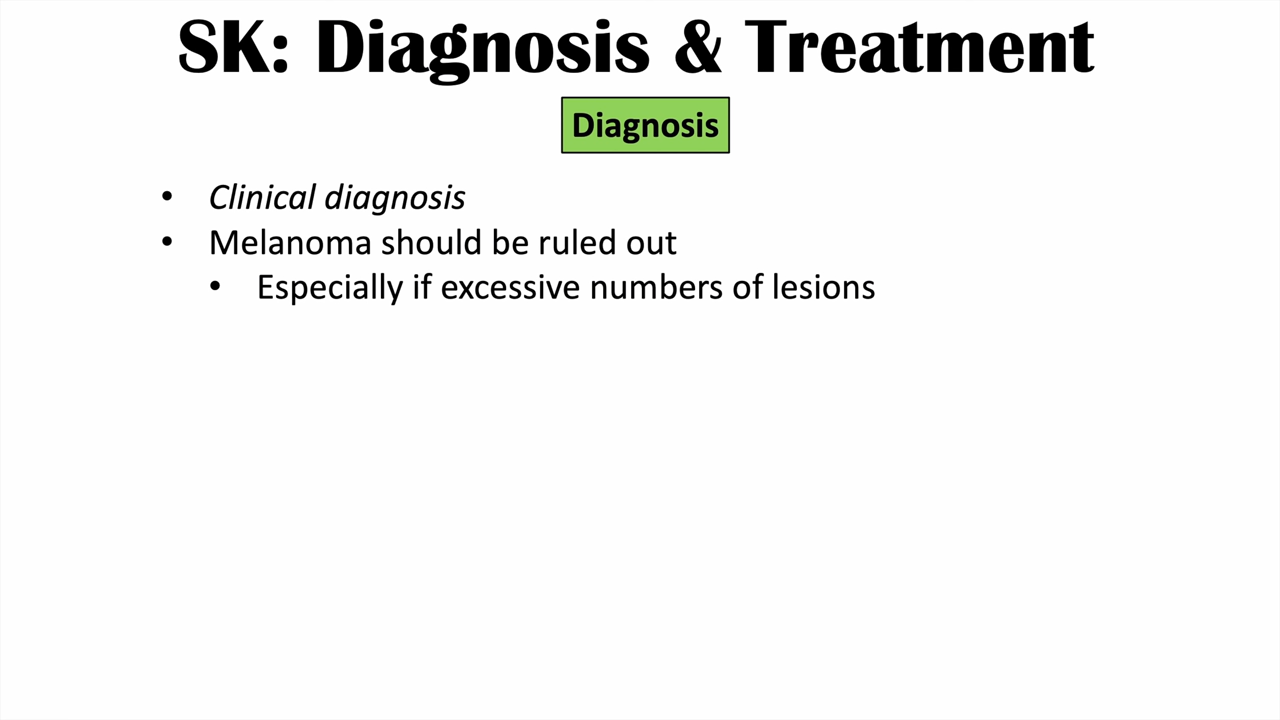 SK: Diagnosis & Treatment
Diagnosis
• Clinical diagnosis
• Melanoma should be ruled out
• Especially if excessive numbers of lesions